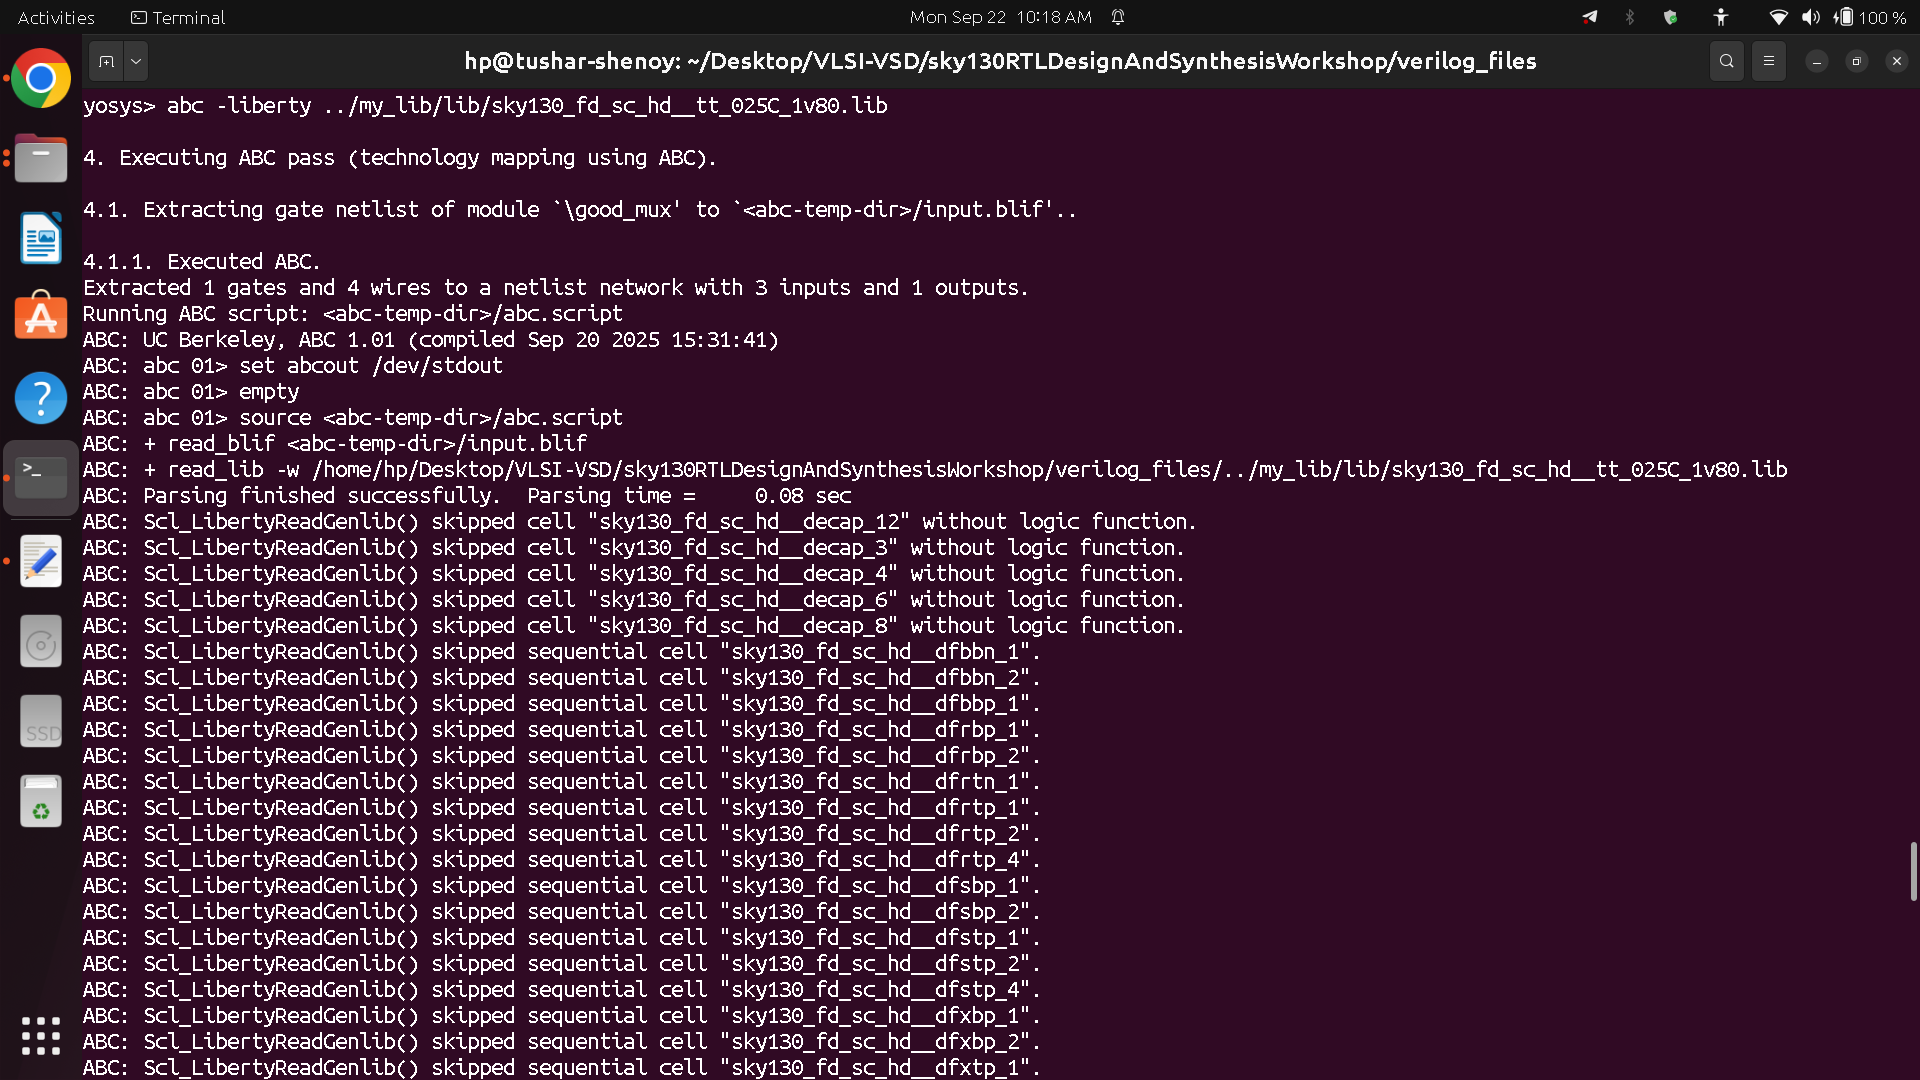 Activities
Terminal
Mon Sep 22 10:18 AM
100 %
hp@tushar-shenoy: ~/Desktop/VLSI-VSD/sky130RTLDesignAndSynthesisWorkshop/verilog_files
yosys> abc -liberty ../my_lib/lib/sky130_fd_sc_hd__tt_025C_1v80.lib
4. Executing ABC pass (technology mapping using ABC).
4.1. Extracting gate netlist of module `\good_mux' to `<abc-temp-dir>/input.blif'..
4.1.1. Executed ABC.
Extracted 1 gates and 4 wires to a netlist network with 3 inputs and 1 outputs.
Running ABC script: <abc-temp-dir>/abc.script
ABC: UC Berkeley, ABC 1.01 (compiled Sep 20 2025 15:31:41)
ABC: abc 01> set abcout /dev/stdout
ABC: abc 01> empty
ABC: abc 01> source <abc-temp-dir>/abc.script
ABC: + read_blif <abc-temp-dir>/input.blif
ABC: + read_lib -w /home/hp/Desktop/VLSI-VSD/sky130RTLDesignAndSynthesisWorkshop/verilog_files/../my_lib/lib/sky130_fd_sc_hd__tt_025C_1v80.lib
ABC: Parsing finished successfully.  Parsing time =     0.08 sec
ABC: Scl_LibertyReadGenlib() skipped cell "sky130_fd_sc_hd__decap_12" without logic function.
ABC: Scl_LibertyReadGenlib() skipped cell "sky130_fd_sc_hd__decap_3" without logic function.
ABC: Scl_LibertyReadGenlib() skipped cell "sky130_fd_sc_hd__decap_4" without logic function.
ABC: Scl_LibertyReadGenlib() skipped cell "sky130_fd_sc_hd__decap_6" without logic function.
ABC: Scl_LibertyReadGenlib() skipped cell "sky130_fd_sc_hd__decap_8" without logic function.
ABC: Scl_LibertyReadGenlib() skipped sequential cell "sky130_fd_sc_hd__dfbbn_1".
ABC: Scl_LibertyReadGenlib() skipped sequential cell "sky130_fd_sc_hd__dfbbn_2".
ABC: Scl_LibertyReadGenlib() skipped sequential cell "sky130_fd_sc_hd__dfbbp_1".
ABC: Scl_LibertyReadGenlib() skipped sequential cell "sky130_fd_sc_hd__dfrbp_1".
ABC: Scl_LibertyReadGenlib() skipped sequential cell "sky130_fd_sc_hd__dfrbp_2".
ABC: Scl_LibertyReadGenlib() skipped sequential cell "sky130_fd_sc_hd__dfrtn_1".
ABC: Scl_LibertyReadGenlib() skipped sequential cell "sky130_fd_sc_hd__dfrtp_1".
ABC: Scl_LibertyReadGenlib() skipped sequential cell "sky130_fd_sc_hd__dfrtp_2".
ABC: Scl_LibertyReadGenlib() skipped sequential cell "sky130_fd_sc_hd__dfrtp_4".
ABC: Scl_LibertyReadGenlib() skipped sequential cell "sky130_fd_sc_hd__dfsbp_1".
ABC: Scl_LibertyReadGenlib() skipped sequential cell "sky130_fd_sc_hd__dfsbp_2".
ABC: Scl_LibertyReadGenlib() skipped sequential cell "sky130_fd_sc_hd__dfstp_1".
ABC: Scl_LibertyReadGenlib() skipped sequential cell "sky130_fd_sc_hd__dfstp_2".
ABC: Scl_LibertyReadGenlib() skipped sequential cell "sky130_fd_sc_hd__dfstp_4".
ABC: Scl_LibertyReadGenlib() skipped sequential cell "sky130_fd_sc_hd__dfxbp_1".
ABC: Scl_LibertyReadGenlib() skipped sequential cell "sky130_fd_sc_hd__dfxbp_2".
ABC: Scl_LibertyReadGenlib() skipped sequential cell "sky130_fd_sc_hd__dfxtp_1".
SSD